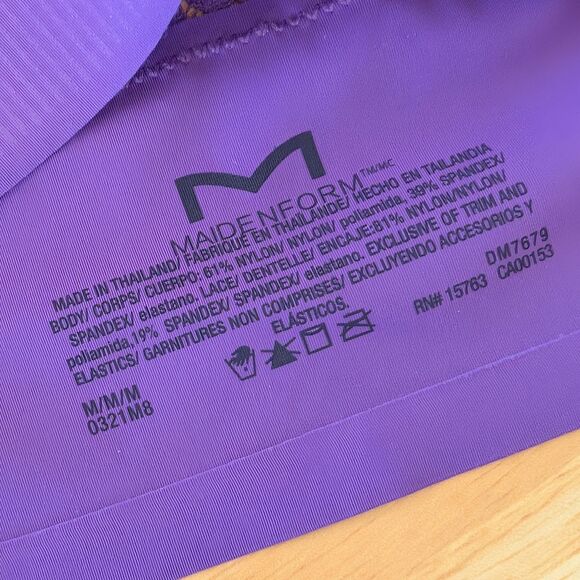 M
MAIDENFORM™/MC
MADE IN THAILAND/ FABRIQUÉ EN THAÏLANDE/ HECHO EN TAILANDIA
BODY/ CORPS/ CUERPO: 61% NYLON/ NYLON/ poliamida, 39% SPANDEX/
SPANDEX/ elastano. LACE/ DENTELLE/ ENCAJE:81% NYLON/NYLON/
poliamida,19% SPANDEX/ SPANDEX/ elastano. EXCLUSIVE OF TRIM AND
ELASTICS/ GARNITURES NON COMPRISES/ EXCLUYENDO ACCESORIOS Y
ELÁSTICOS.
DM7679
RN# 15763 CA00153
M/M/M
0321M8